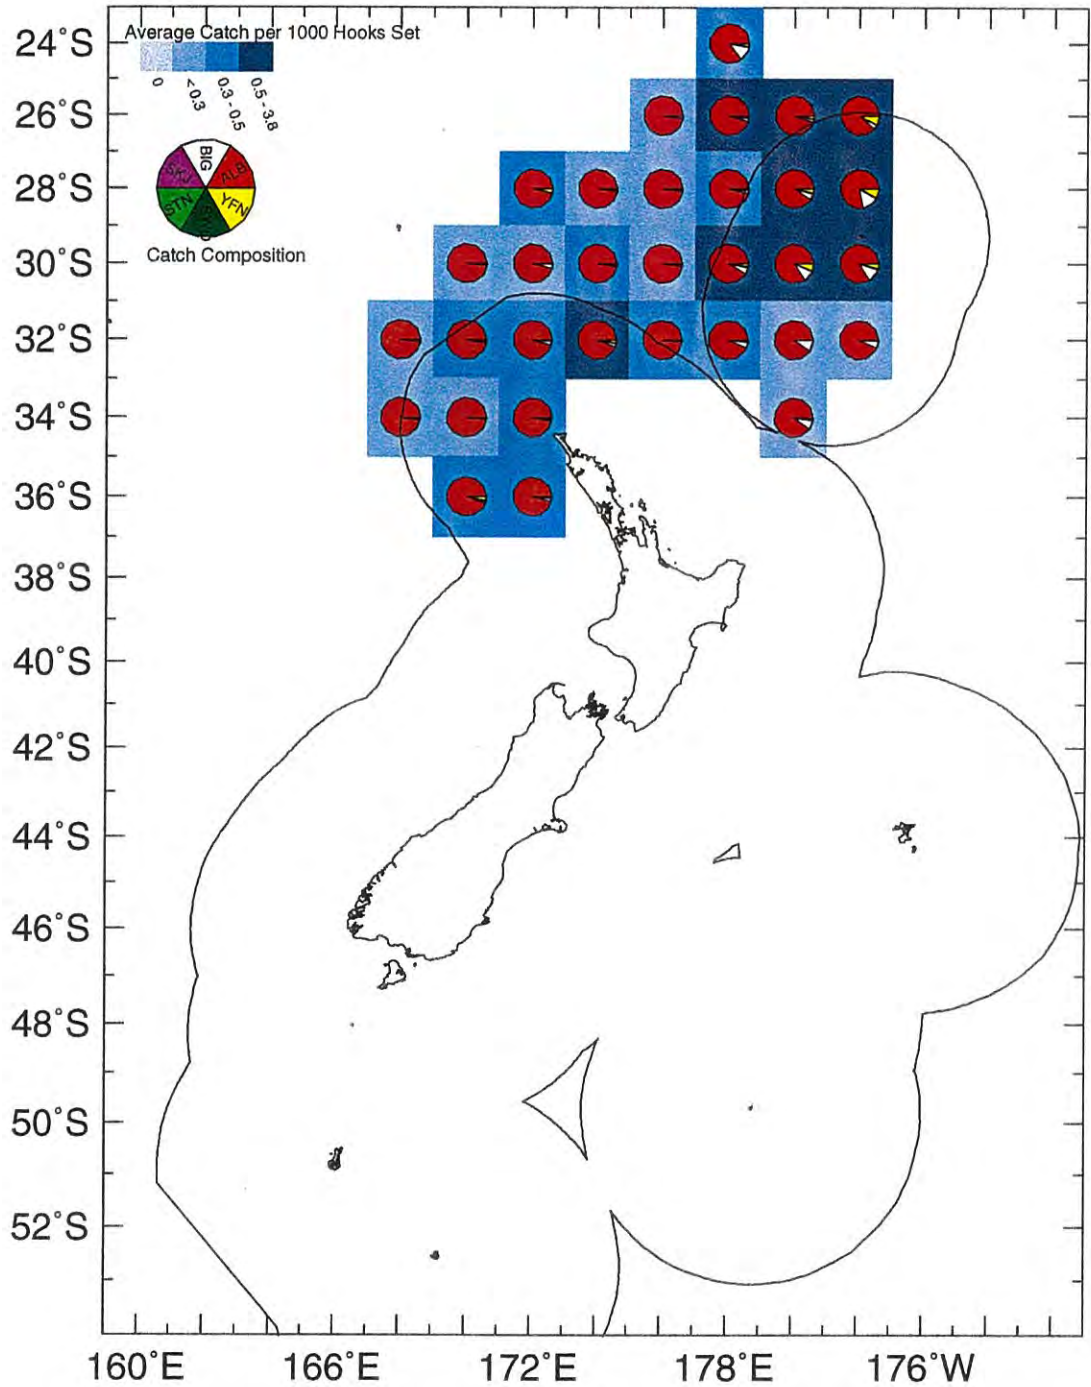 Average Catch per 1000 Hooks Set
0
< 0.3
0.3 - 0.5
0.5 - 3.8
BIG
ALB
YFN
STN
SKJ
Catch Composition
24°S
26°S
28°S
30°S
32°S
34°S
36°S
38°S
40°S
42°S
44°S
46°S
48°S
50°S
52°S
160°E 166°E 172°E 178°E 176°W